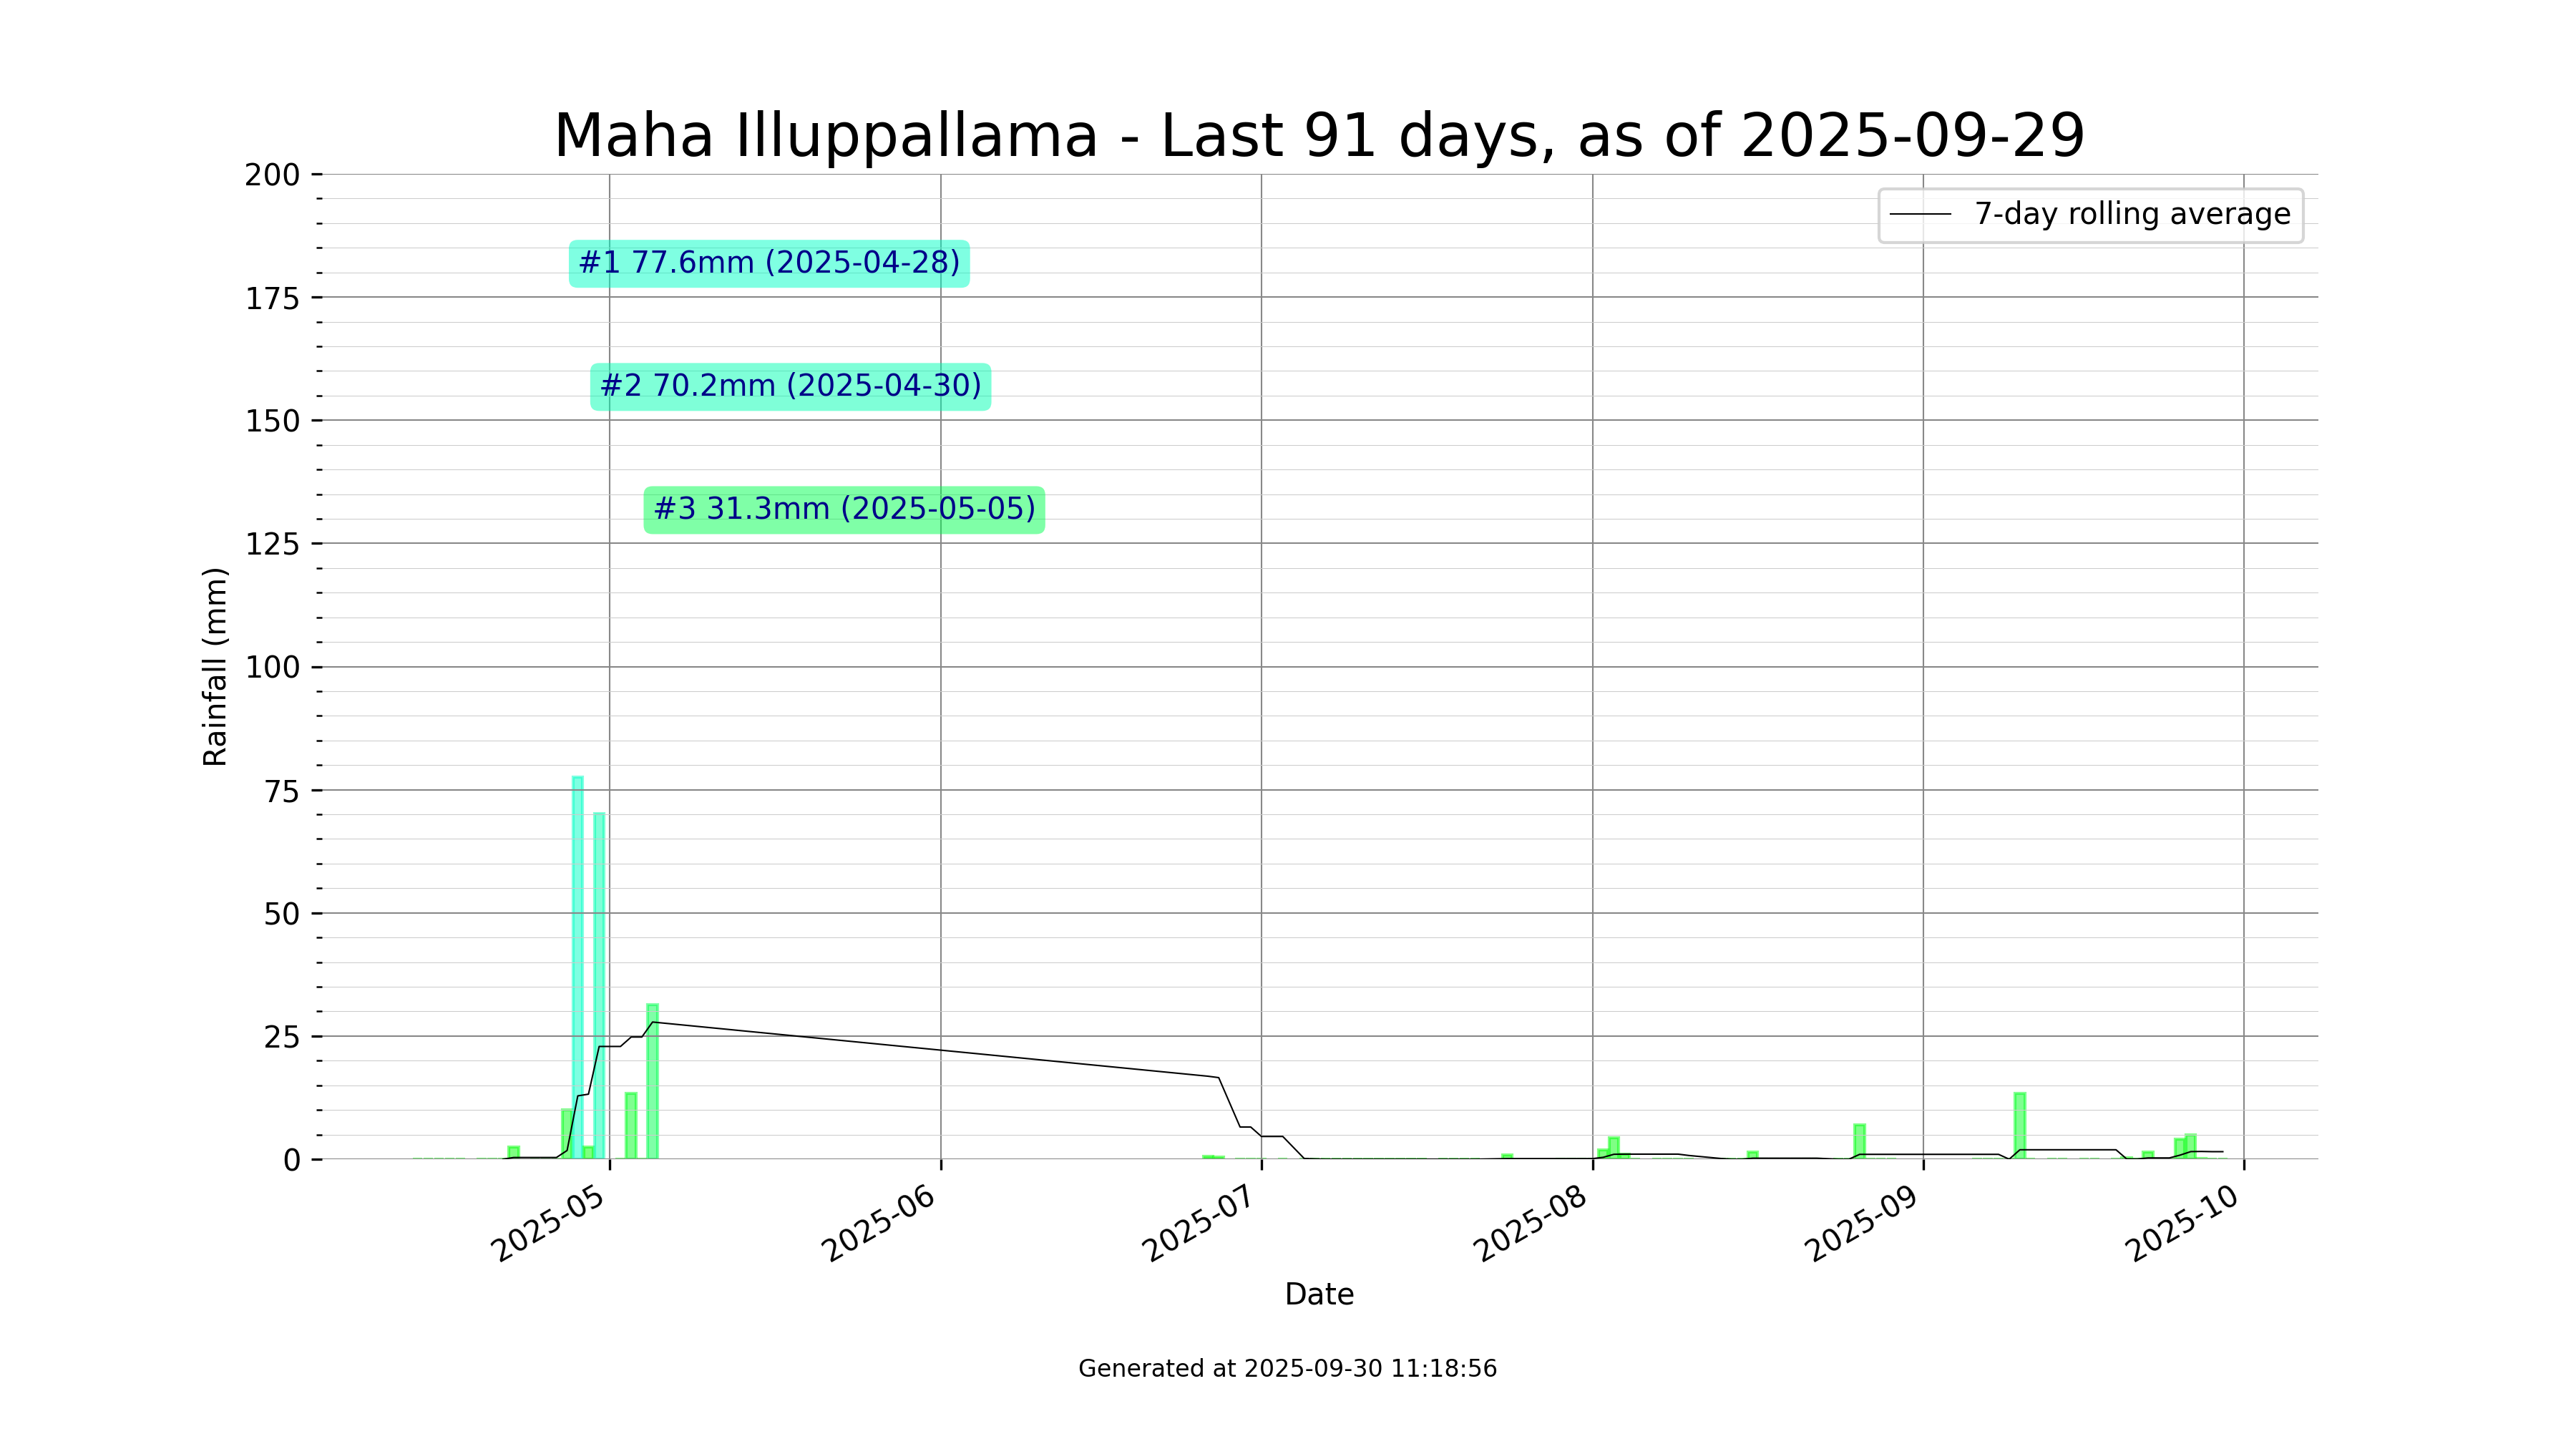 Maha Illuppallama - Last 91 days, as of 2025-09-29
7-day rolling average
#1 77.6mm (2025-04-28)
#2 70.2mm (2025-04-30)
#3 31.3mm (2025-05-05)
Rainfall (mm)
200
175
150
125
100
75
50
25
0
2025-05
2025-06
2025-07
2025-08
2025-09
2025-10
Date
Generated at 2025-09-30 11:18:56